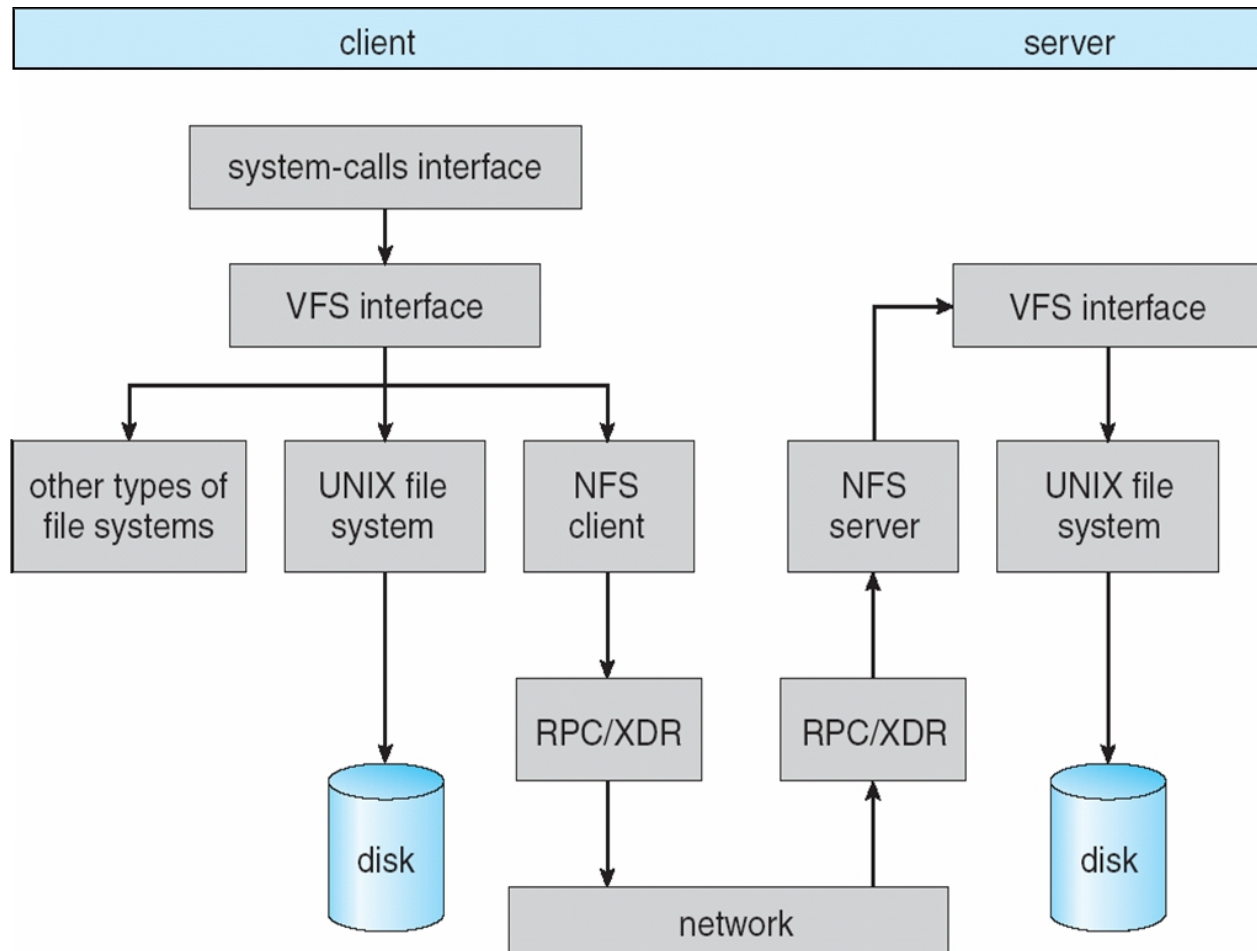 client
server
system-calls interface
VFS interface
VFS interface
other types of
file systems
UNIX file
system
NFS
client
NFS
server
UNIX file
system
RPC/XDR
RPC/XDR
disk
disk
network